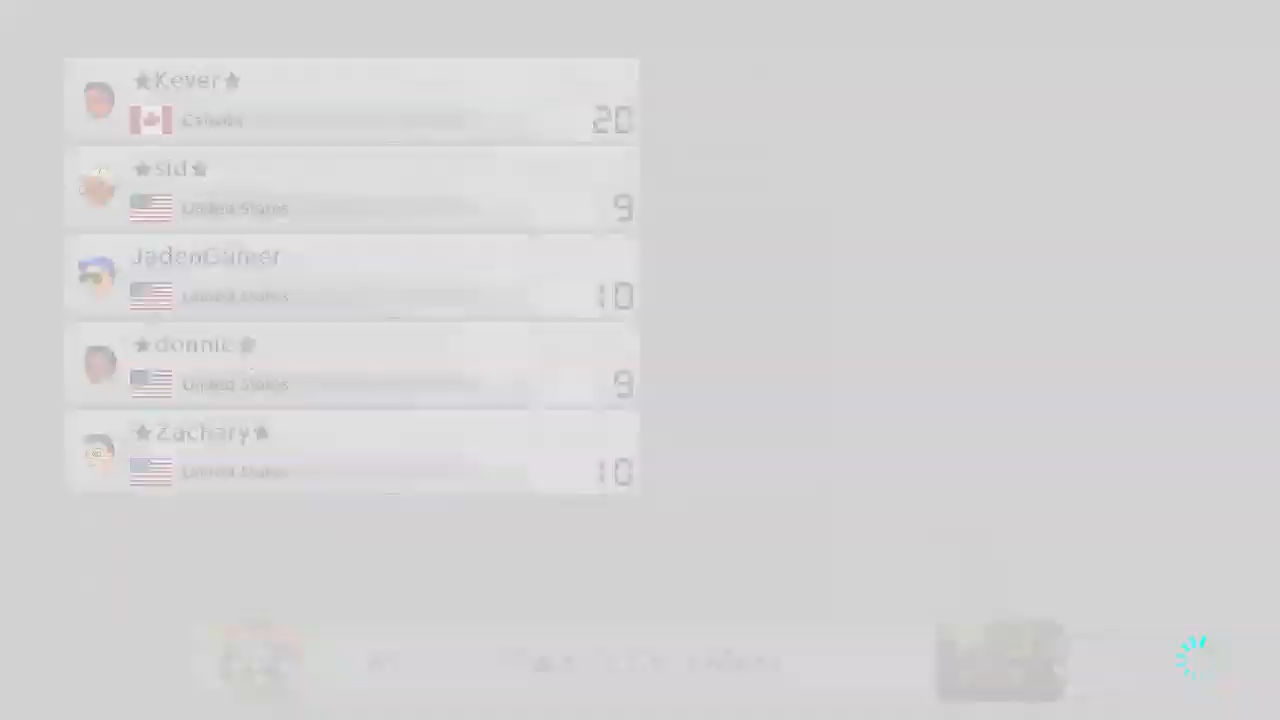 ★Kever★
Canada
20
★sid★
United States
9
JadenGamer
United States
10
★donnie★
United States
9
★Zachary★
United States
10